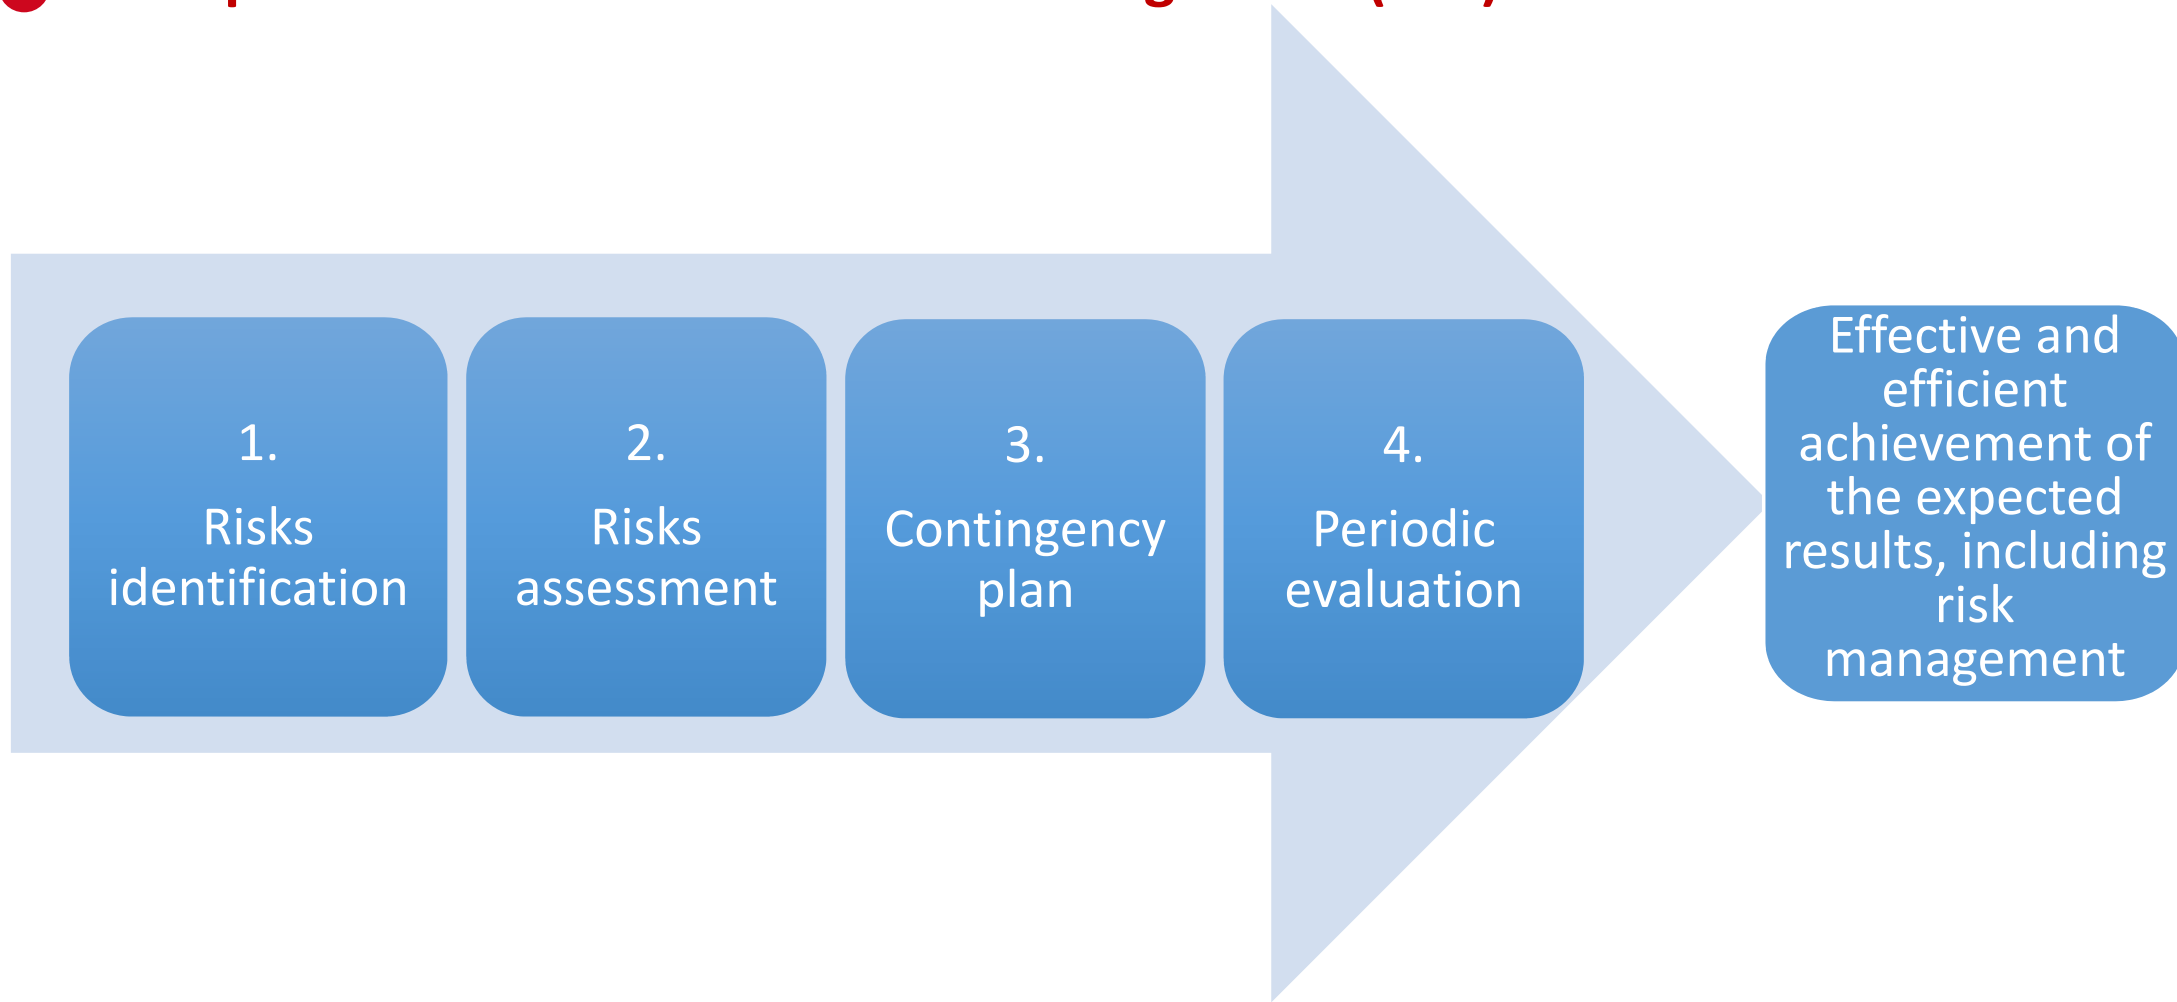 1.
Risks
identification
2.
Risks
assessment
3.
Contingency
plan
4.
Periodic
evaluation
Effective and
efficient
achievement of
the expected
results, including
risk
management